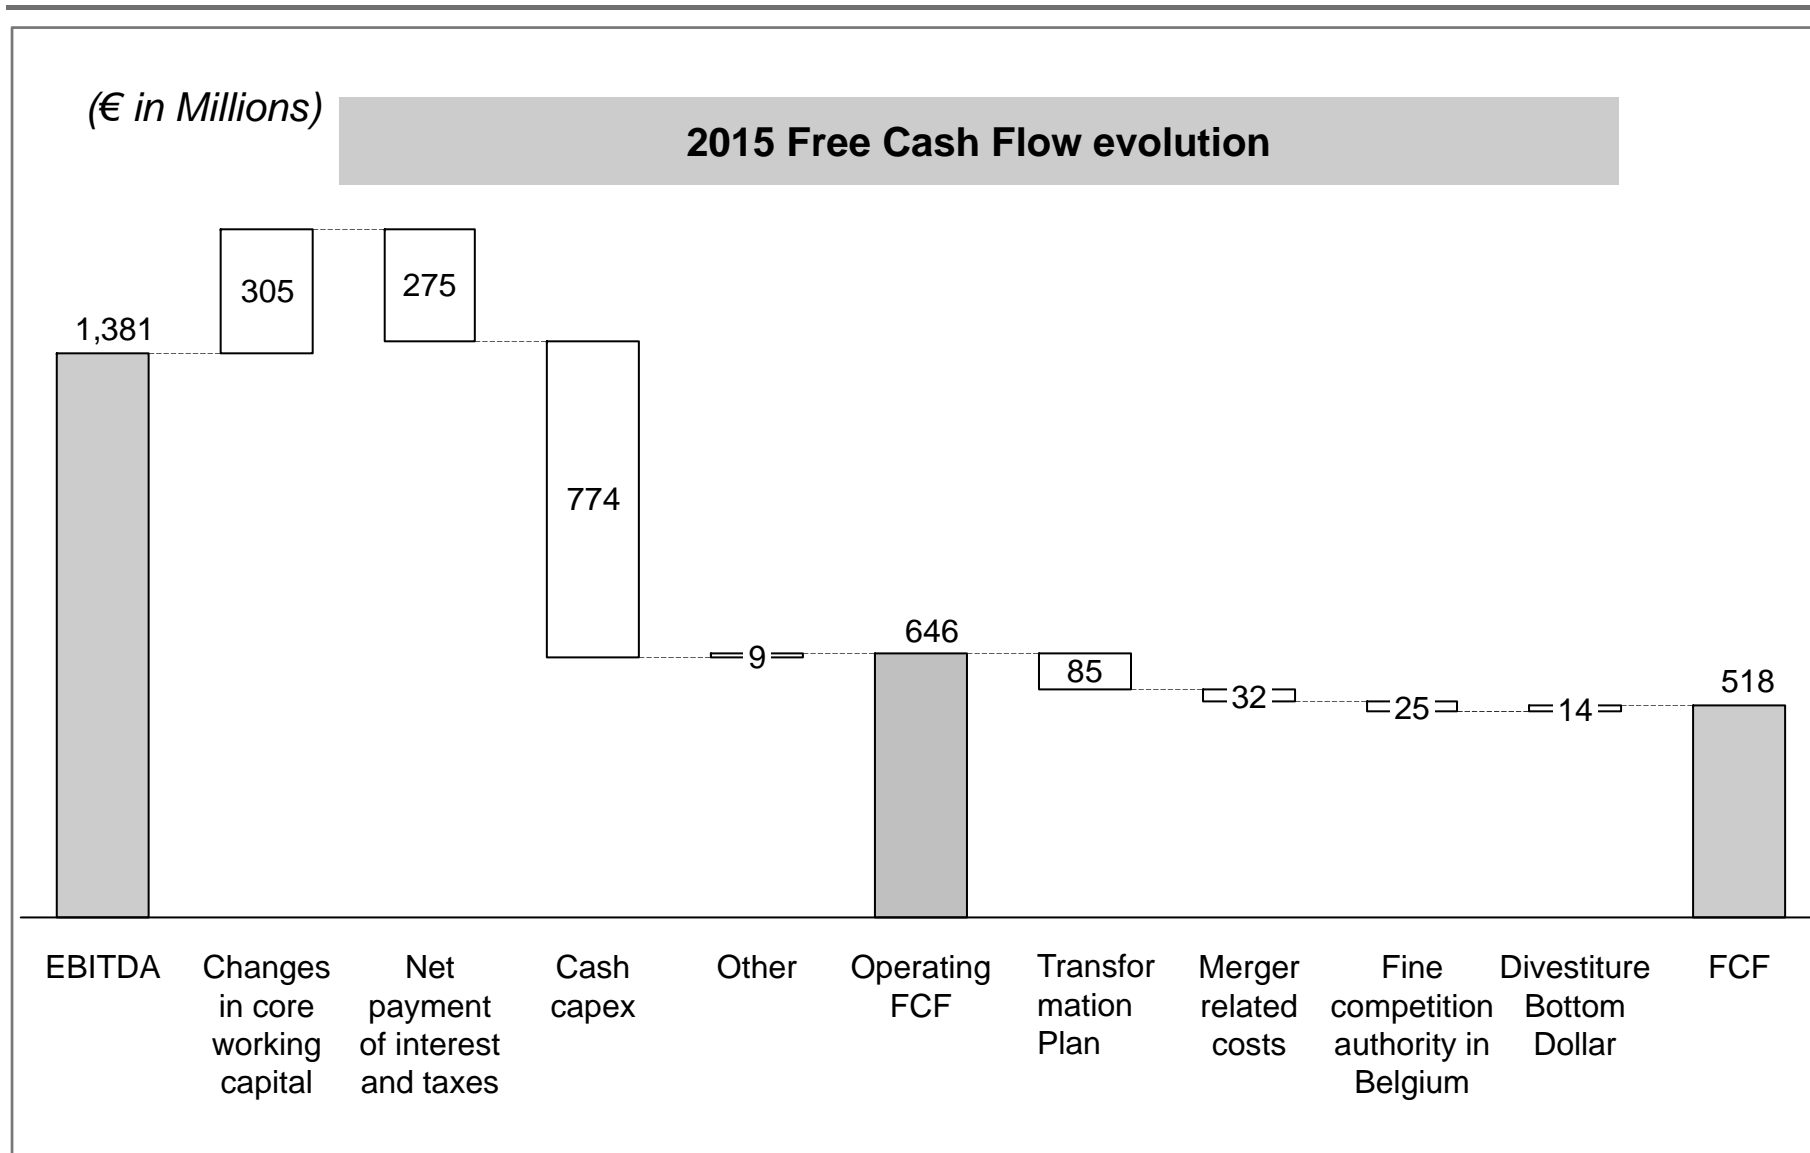 (€ in Millions)
2015 Free Cash Flow evolution
1,381
305
275
774
9
646
85
32
25
14
518
EBITDA
Changes
in core
working
capital
Net
payment
of interest
and taxes
Cash
capex
Other
Operating
FCF
Transfor
mation
Plan
Merger
related
costs
Fine
competition
authority in
Belgium
Divestiture
Bottom
Dollar
FCF